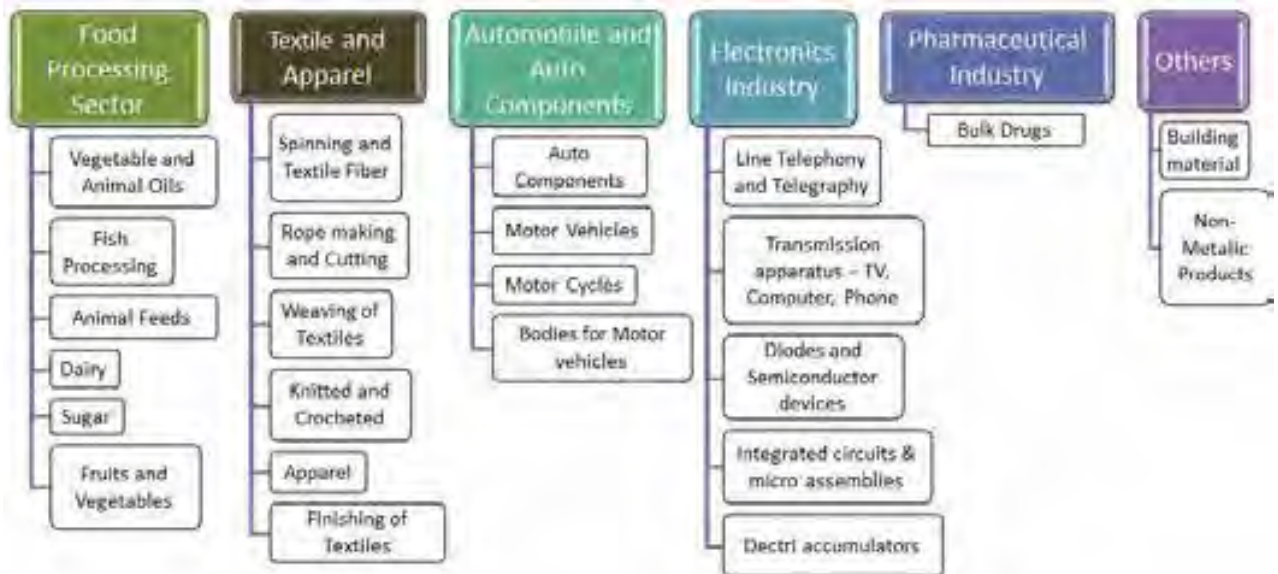 Food
Processing
Sector
Vegetable and
Animal Oils
Fish
Processing
Animal Feeds
Dairy
Sugar
Fruits and
Vegetables
Textile and
Apparel
Spinning and
Textile Fiber
Rope making
and Cutting
Weaving of
Textiles
Knitted and
Crocheted
Apparel
Finishing of
Textiles
Automobile and
Auto
Components
Auto
Components
Motor Vehicles
Motor Cycles
Bodies for Motor
vehicles
Electronics
Industry
Line Telephony
and Telegraphy
Transmission
apparatus – TV,
Computer, Phone
Diodes and
Semiconductor
devices
Integrated circuits &
micro assemblies
Dectri accumulators
Pharmaceutical
Industry
Bulk Drugs
Others
Building
material
Non-
Metallic
Products